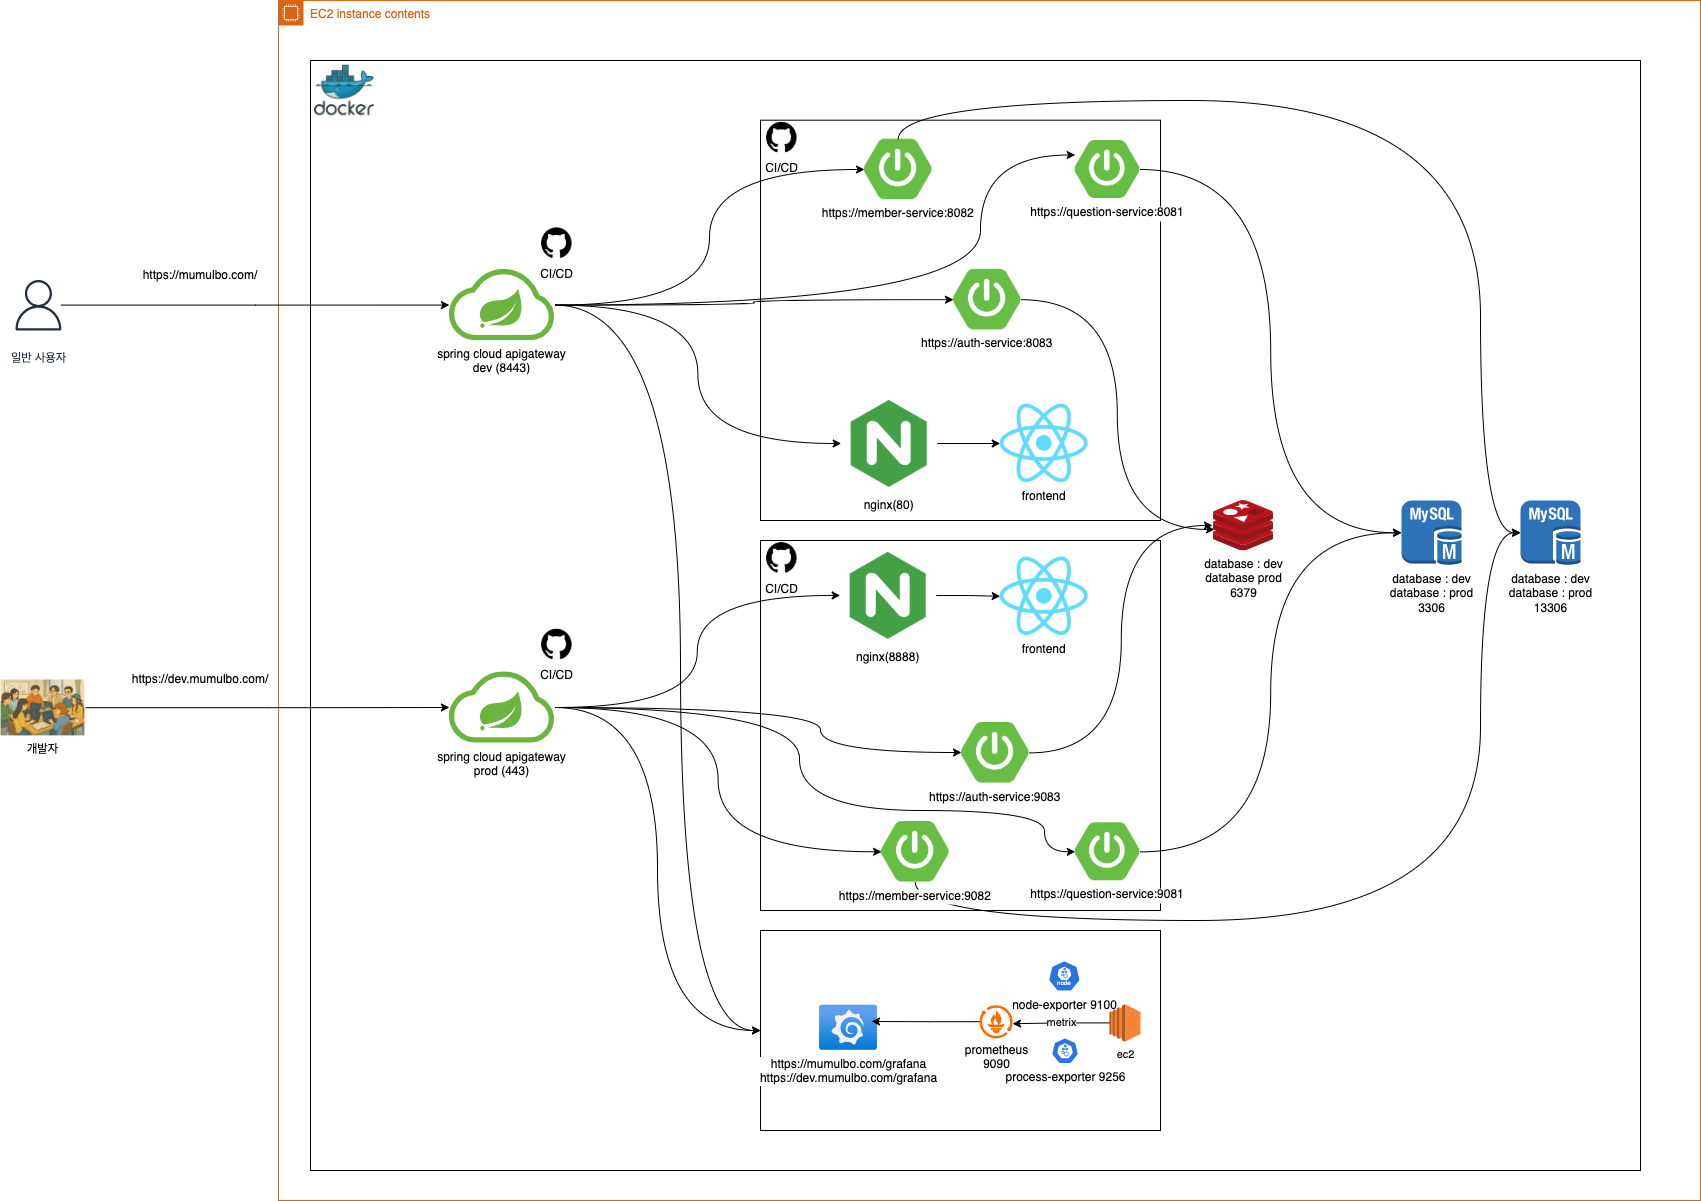 EC2 instance contents
docker
CI/CD
https://member-service:8082
https://question-service:8081
CI/CD
https://mumulbo.com/
일반 사용자
spring cloud apigateway
dev (8443)
https://auth-service:8083
nginx(80)
frontend
MySQL
M
MySQL
M
database : dev
database prod
6379
database : dev
database : prod
3306
database : dev
database : prod
13306
CI/CD
nginx(8888)
frontend
CI/CD
https://dev.mumulbo.com/
개발자
spring cloud apigateway
prod (443)
https://auth-service:9083
https://member-service:9082
https://question-service:9081
node
node-exporter 9100
metrix
prometheus
9090
ec2
process-exporter 9256
https://mumulbo.com/grafana
https://dev.mumulbo.com/grafana